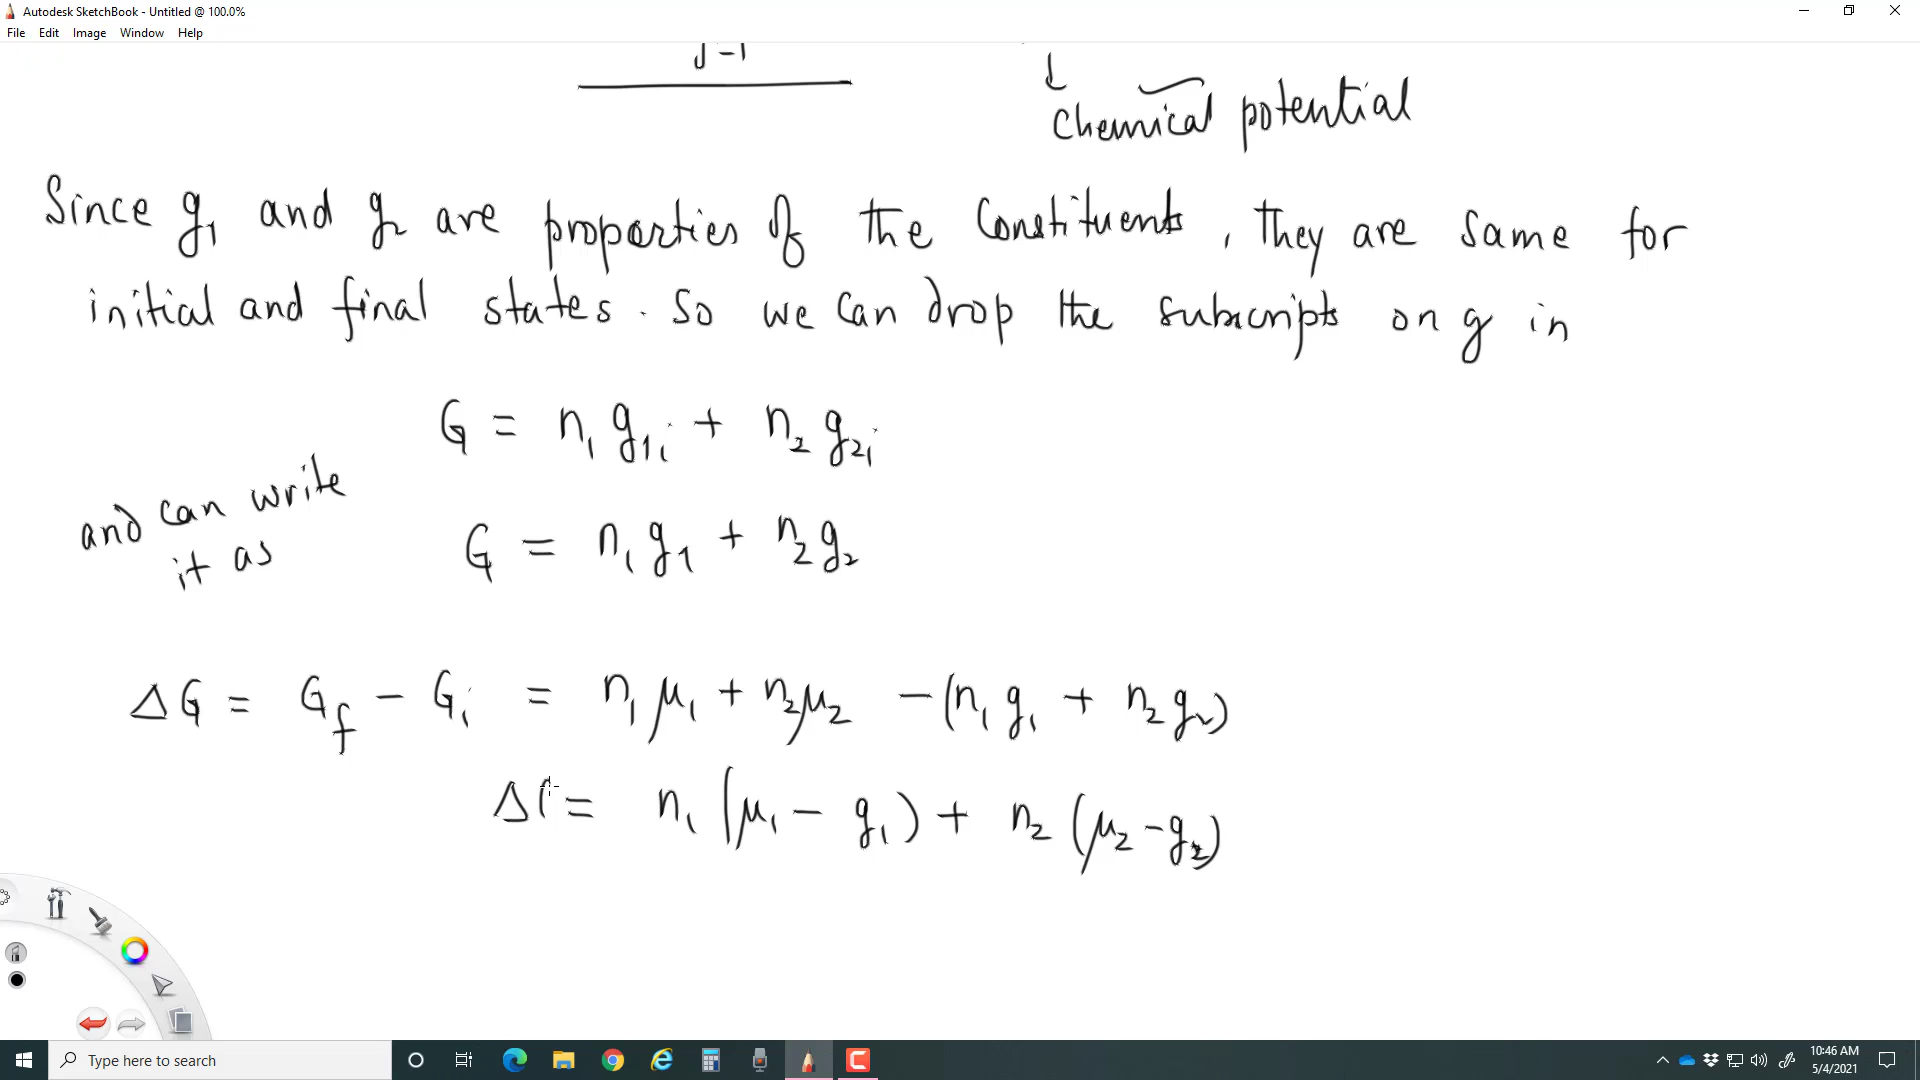 Autodesk SketchBook - Untitled @ 100.0%
File Edit Image Window Help
chemical potential
Since g₁ and g₂ are properties of the constituents, they are same for
initial and final states. So we can drop the subscripts on g in
G = n₁ g₁ᵢ + n₂ g₂ᵢ
and can write
it as
G = n₁ g₁ + n₂ g₂
ΔG = G_f - Gᵢ = n₁ μ₁ + n₂ μ₂ - (n₁ g₁ + n₂ g₂)
Δ = n₁ (μ₁ - g₁) + n₂ (μ₂ - g₂)
Type here to search
10:46 AM
5/4/2021